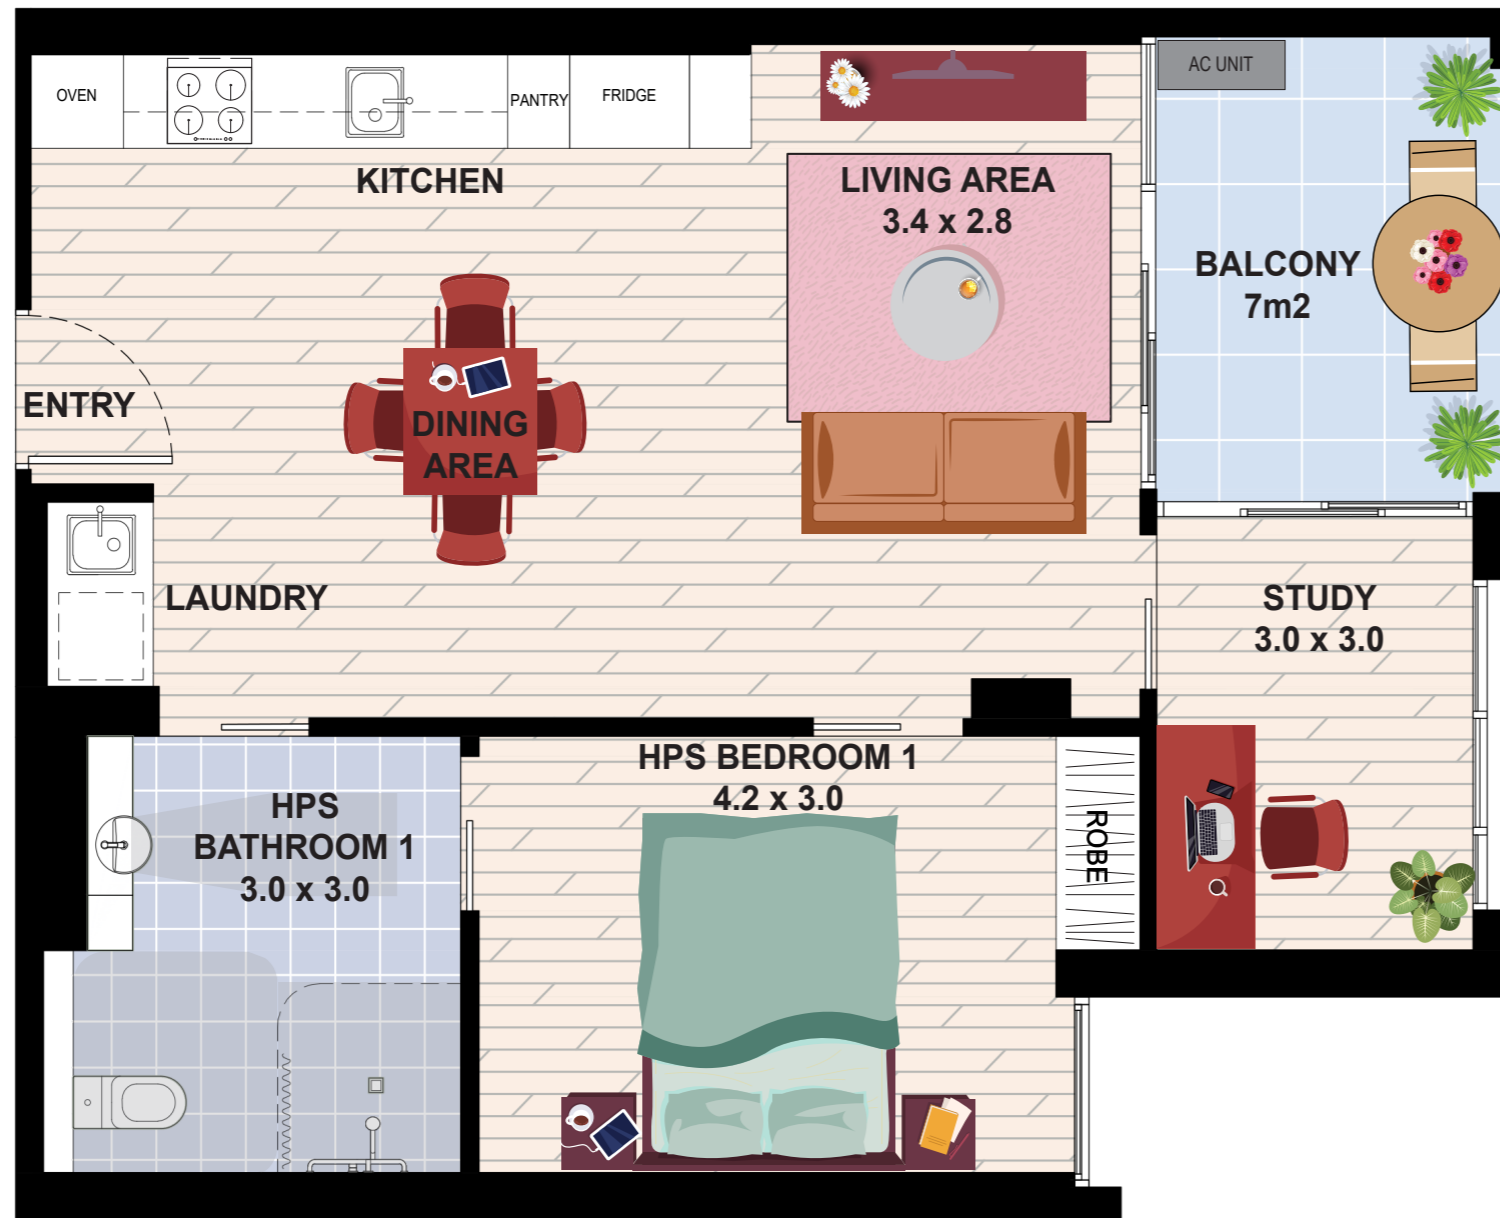 OVEN
PANTRY
FRIDGE
AC UNIT
KITCHEN
LIVING AREA
3.4 x 2.8
BALCONY
7m2
ENTRY
DINING
AREA
LAUNDRY
STUDY
3.0 x 3.0
HPS BEDROOM 1
4.2 x 3.0
HPS
BATHROOM 1
3.0 x 3.0
ROBE